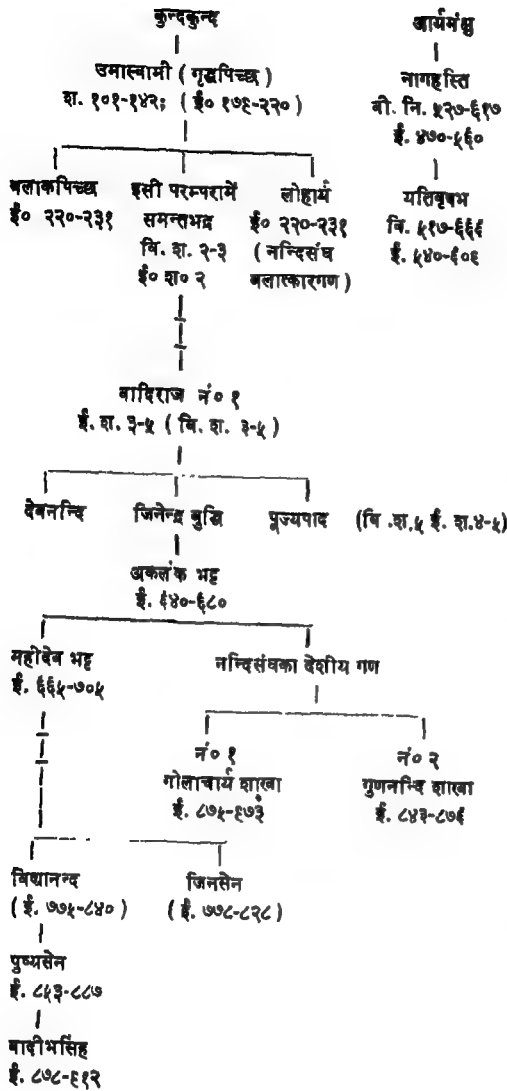 कुन्दकुन्द
आर्यमंक्षु
उमास्वामी ( गृद्धपिच्छ )
श. १०१-१४२; ( ई० १७९-२२० )
नागहस्ति
वी. नि. ५२७-६१७
ई. ४७०-५६०
बलाकपिच्छ
ई० २२०-२३१
इसी परम्परामें
समन्तभद्र
वि. श. २-३
ई० श० २
लोहार्य
ई० २२०-२३१
( नन्दिसंघ
बलात्कारगण )
यतिवृषभ
वि. ५१७-६६६
ई. ५४०-६०९
वादिराज नं० १
ई. श. ३-५ ( वि. श. ३-५ )
देवनन्दि
जिनेन्द्र बुद्धि
पूज्यपाद
(वि .श.५ ई. श.४-५)
अकलंक भट्ट
ई. ६४०-६८०
महीदेव भट्ट
ई. ६६५-७०५
नन्दिसंघका देशीय गण
नं० १
गोलाचार्य शाखा
ई. ८७५-९७३
नं० २
गुणनन्दि शाखा
ई. ८४३-८७६
विद्यानन्द
( ई. ७७५-८४० )
जिनसेन
( ई. ७७८-८२८ )
पुष्यसेन
ई. ८५३-८८७
वादीभसिंह
ई. ८७८-९१२